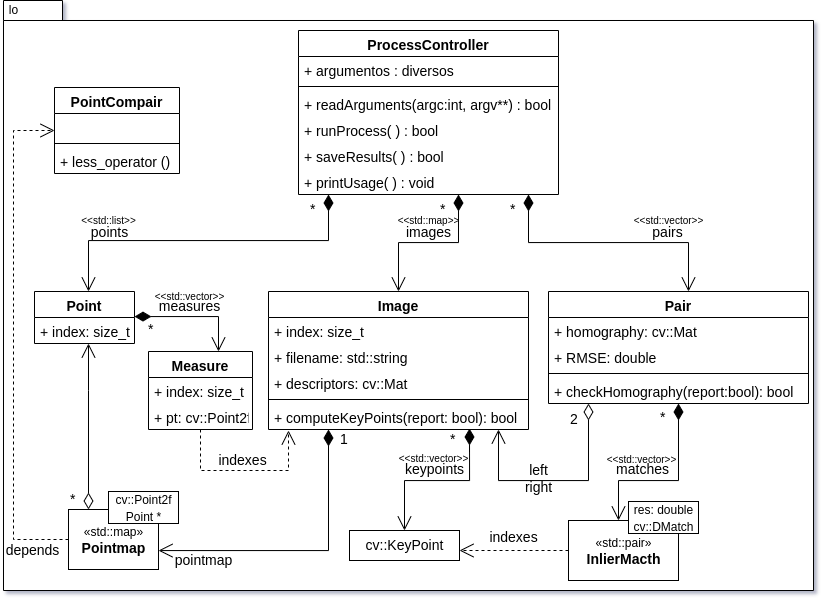 lo
ProcessController
+ argumentos : diversos
+ readArguments(argc:int, argv**) : bool
+ runProcess( ) : bool
+ saveResults( ) : bool
+ printUsage( ) : void
PointCompair
+ less_operator ()
*
*
*
<<std::list>>
points
<<std::map>>
images
<<std::vector>>
pairs
Point
+ index: size_t
<<std::vector>>
measures
*
Measure
+ index: size_t
+ pt: cv::Point2f
Image
+ index: size_t
+ filename: std::string
+ descriptors: cv::Mat
+ computeKeyPoints(report: bool): bool
Pair
+ homography: cv::Mat
+ RMSE: double
+ checkHomography(report:bool): bool
indexes
1
*
2
*
<<std::vector>>
keypoints
left
right
<<std::vector>>
matches
*
cv::Point2f
Point *
«std::map»
Pointmap
depends
pointmap
cv::KeyPoint
indexes
res: double
cv::DMatch
«std::pair»
InlierMacth